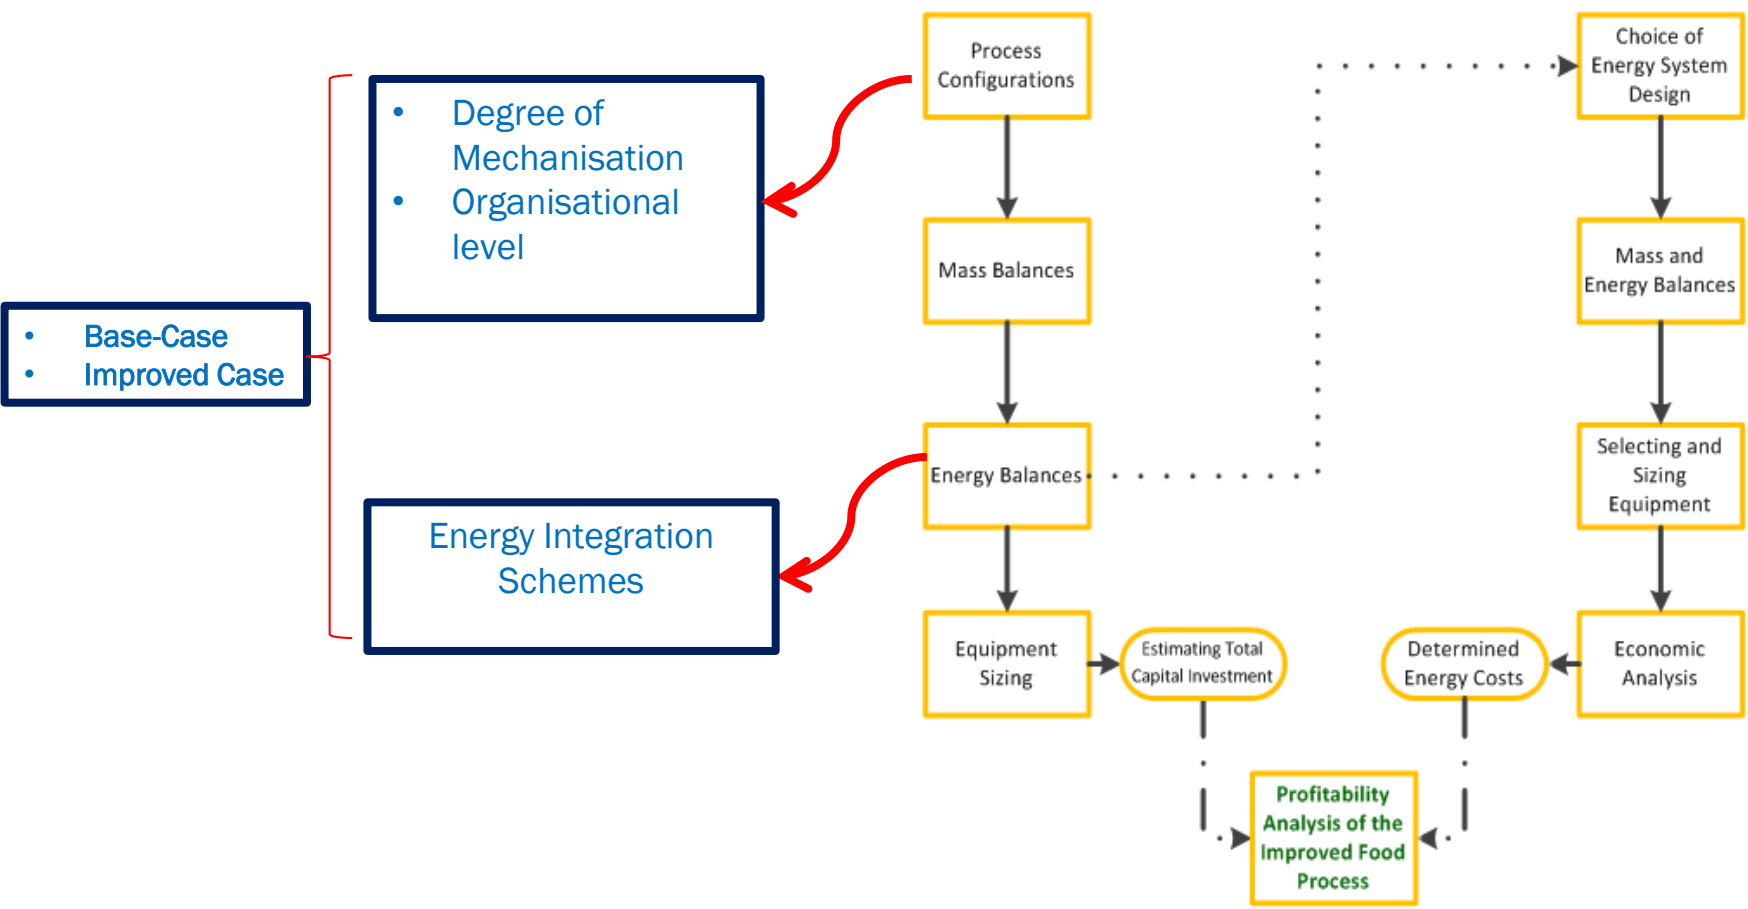 • Base-Case
• Improved Case
• Degree of
Mechanisation
• Organisational
level
Energy Integration
Schemes
Process
Configurations
Mass Balances
Energy Balances
Equipment
Sizing
Estimating Total
Capital Investment
Choice of
Energy System
Design
Mass and
Energy Balances
Selecting and
Sizing
Equipment
Economic
Analysis
Determined
Energy Costs
Profitability
Analysis of the
Improved Food
Process